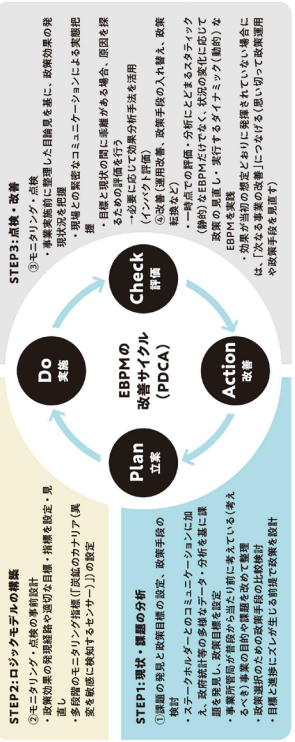 STEP1：現状・課題の分析
①課題の発見と政策目標の設定、政策手段の
検討
・ステークホルダーとのコミュニケーションに加
え、政府統計等の多様なデータ・分析を基に課
題を発見し、政策目標を設定
・事業所管局が普段から当たり前に考えている(考え
るべき)事業の目的や課題を改めて整理
・政策選択のための政策手段の比較検討
・目標と進捗にズレが生じる前提で政策を設計
STEP2：ロジックモデルの構築
②モニタリング・点検の事前設計
・政策効果の発現経路や適切な目標・指標を設定・見
直し
・多段階のモニタリング指標(「炭鉱のカナリア(異
変を敏感に検知するセンサー)」)の設定
STEP3：点検・改善
③モニタリング・点検
・事業実施前に整理した目論見を基に、政策効果の発
現状況を把握
・現場との緊密なコミュニケーションによる実態把
握
・目標と現状の間に乖離がある場合、原因を探
るための評価を行う
→必要に応じて効果分析手法を活用
(インパクト評価)
④改善（運用改善、政策手段の入れ替え、政策
転換など）
・一時点での評価・分析にとどまるスタティック
(静的)なEBPMだけでなく、状況の変化に応じて
政策の見直し・実行するダイナミック(動的)な
EBPMを実践
・効果が当初の想定どおりに発揮されていない場合に
は、「次なる事業の改善」につなげる(思い切って政策運用
や政策手段を見直す)
EBPMの
改善サイクル
(PDCA)
Plan
立案
Do
実施
Check
評価
Action
改善